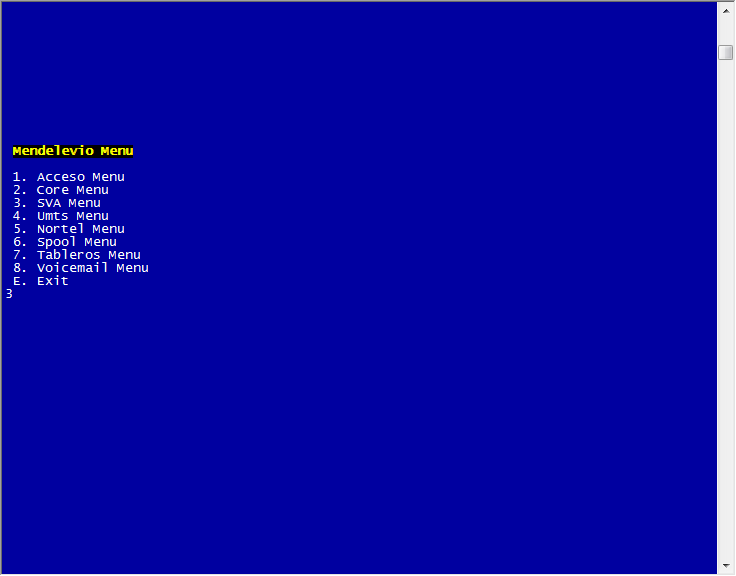 Mendelevio Menu
1. Acceso Menu
2. Core Menu
3. SVA Menu
4. Umts Menu
5. Nortel Menu
6. Spool Menu
7. Tableros Menu
8. Voicemail Menu
E. Exit
3